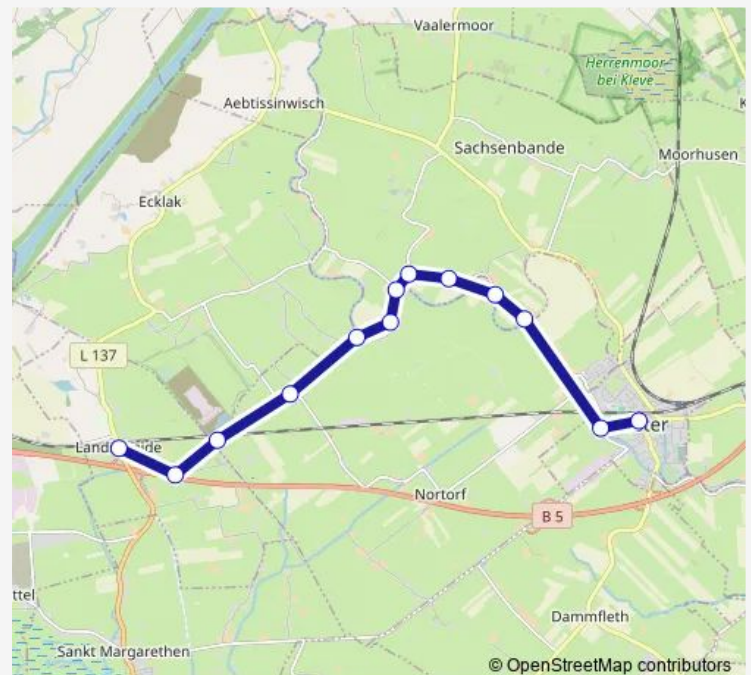 Vaalermoor
Herrenmoor
bei Kleve
Aebtissinwisch
Sachsenbande
Moorhusen
Ecklak
L 137
Nortorf
B 5
Dammfleth
Sankt Margarethen
© OpenStreetMap contributors